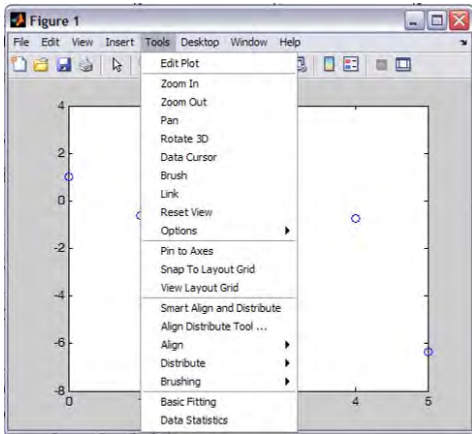 Figure 1
File Edit View Insert Tools Desktop Window Help
Edit Plot
Zoom In
Zoom Out
Pan
Rotate 3D
Data Cursor
Brush
Link
Reset View
Options
Pin to Axes
Snap To Layout Grid
View Layout Grid
Smart Align and Distribute
Align Distribute Tool ...
Align
Distribute
Brushing
Basic Fitting
Data Statistics
4
2
0
-2
-4
-6
-8
0
4
5